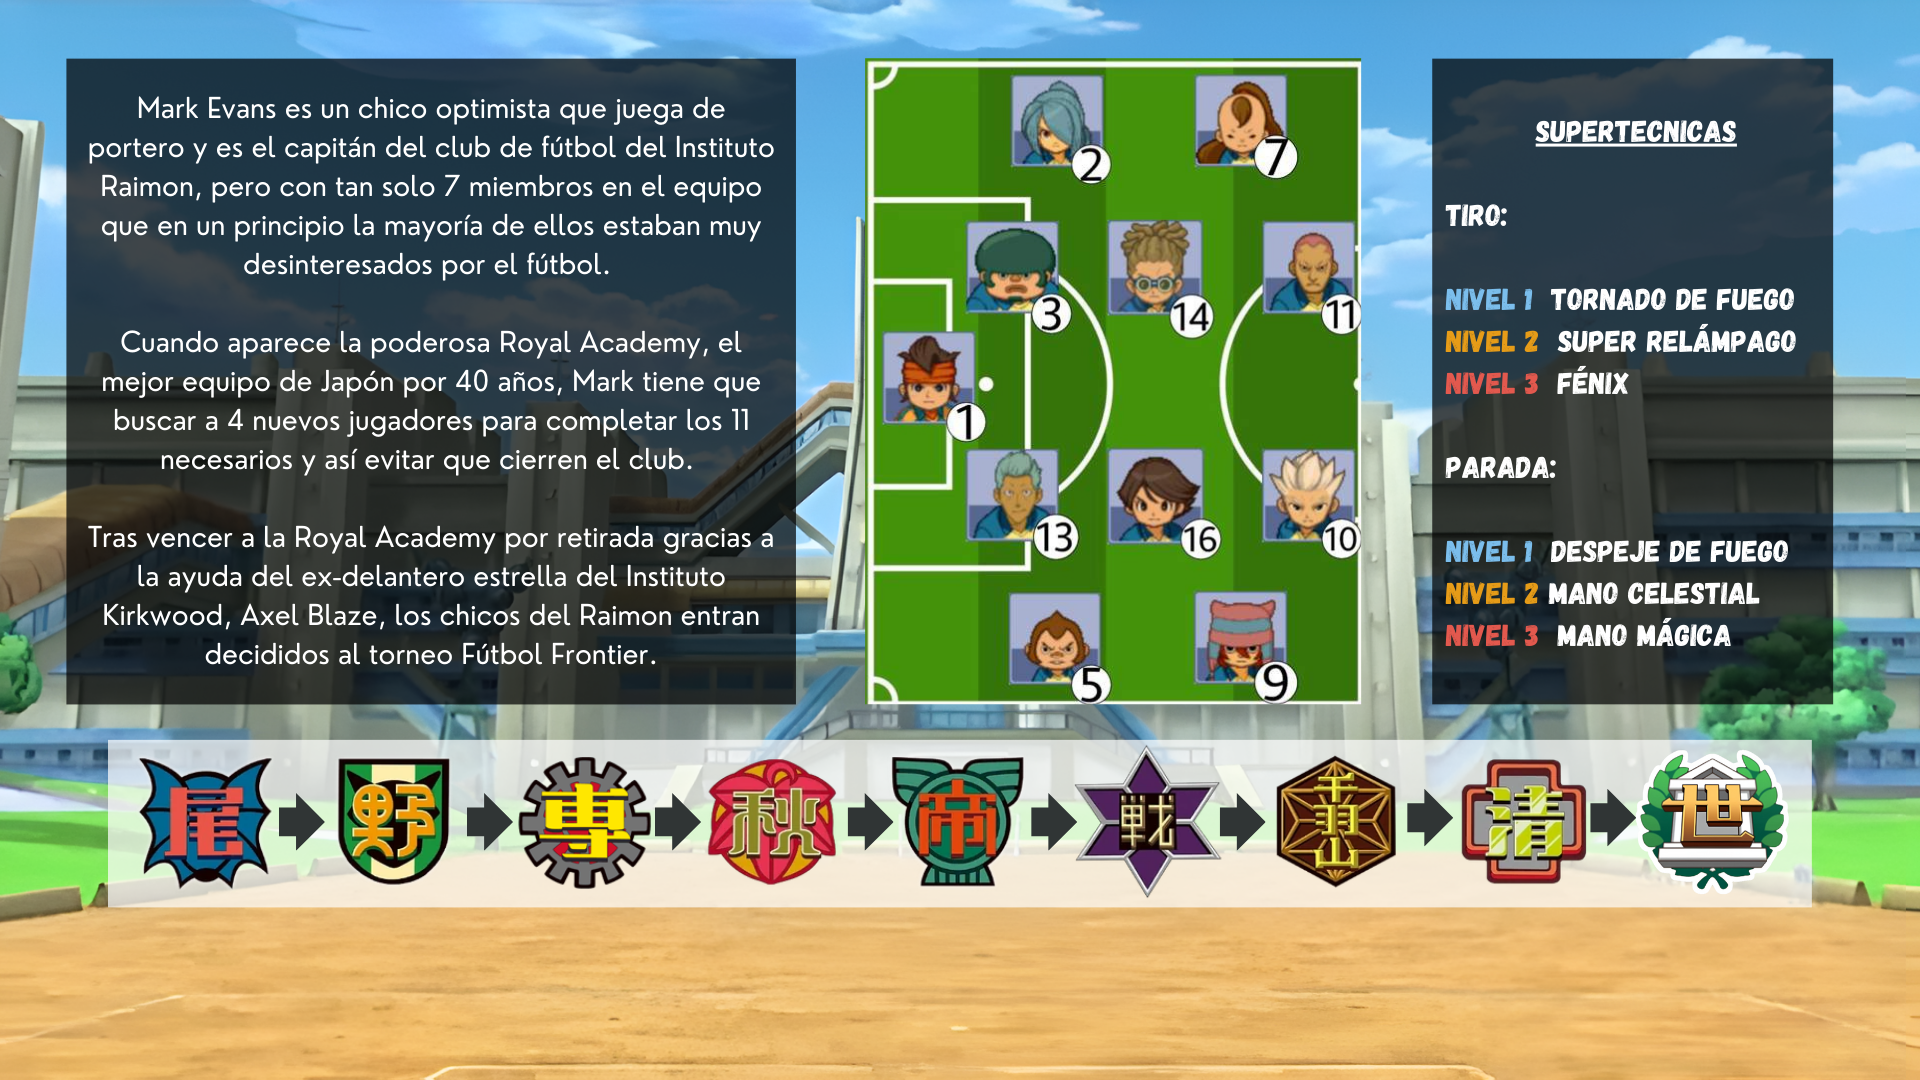 Mark Evans es un chico optimista que juega de
portero y es el capitán del club de fútbol del Instituto
Raimon, pero con tan solo 7 miembros en el equipo
que en un principio la mayoría de ellos estaban muy
desinteresados por el fútbol.
Cuando aparece la poderosa Royal Academy, el
mejor equipo de Japón por 40 años, Mark tiene que
buscar a 4 nuevos jugadores para completar los 11
necesarios y así evitar que cierren el club.
Tras vencer a la Royal Academy por retirada gracias a
la ayuda del ex-delantero estrella del Instituto
Kirkwood, Axel Blaze, los chicos del Raimon entran
decididos al torneo Fútbol Frontier.
2
7
3
14
11
1
13
16
10
5
9
SUPERTECNICAS
TIRO:
NIVEL 1 TORNADO DE FUEGO
NIVEL 2 SUPER RELÁMPAGO
NIVEL 3 FÉNIX
PARADA:
NIVEL 1 DESPEJE DE FUEGO
NIVEL 2 MANO CELESTIAL
NIVEL 3 MANO MÁGICA
尾
野
専
秋
帝
戦
千羽山
清
世